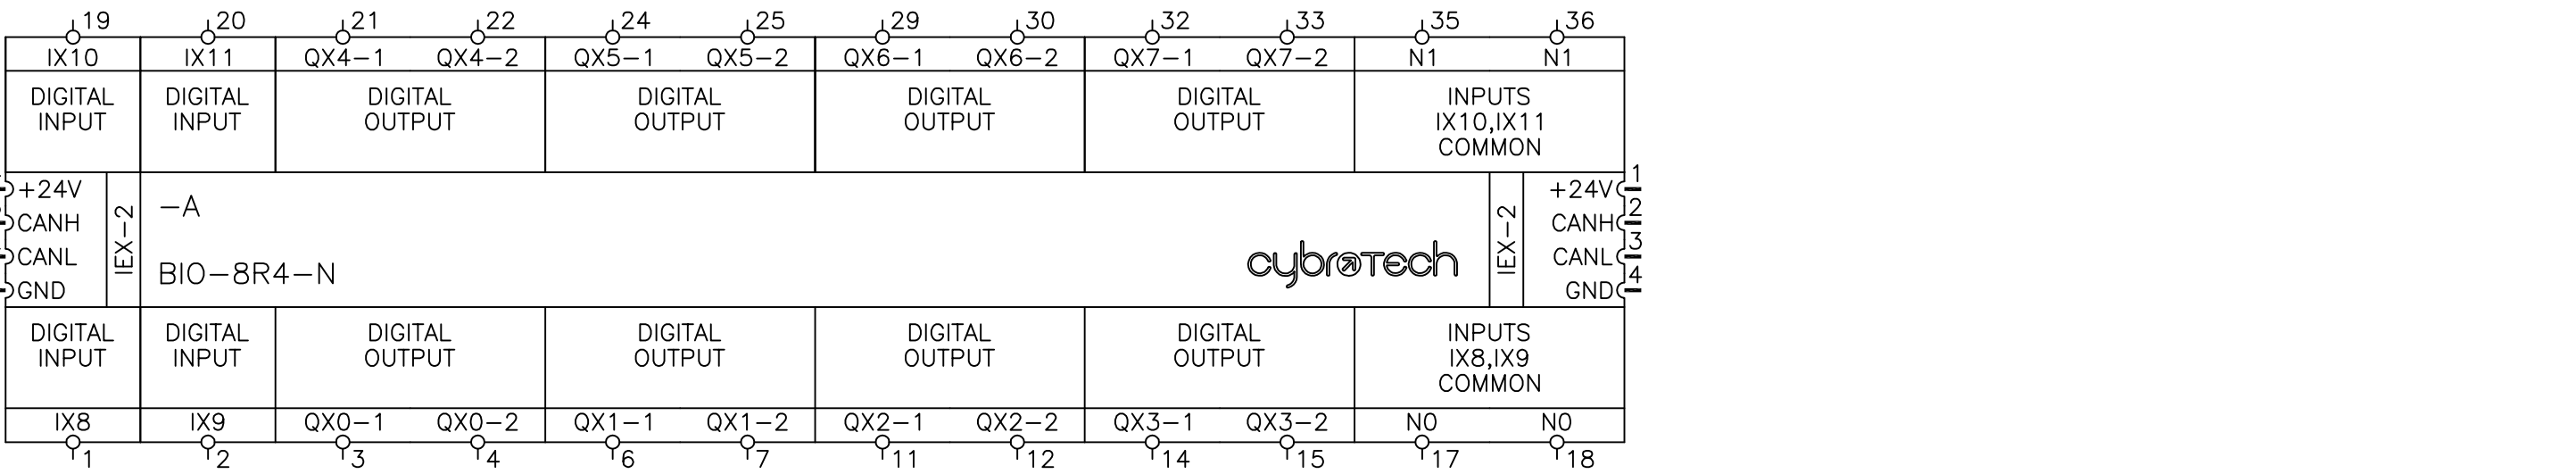 19 20 21 22 24 25 29 30 32 33 35 36
IX10 IX11 QX4-1 QX4-2 QX5-1 QX5-2 QX6-1 QX6-2 QX7-1 QX7-2 N1 N1
DIGITAL DIGITAL DIGITAL DIGITAL DIGITAL DIGITAL INPUTS
INPUT INPUT OUTPUT OUTPUT OUTPUT OUTPUT IX10,IX11
COMMON
+24V -A +24V 1
CANH CANH 2
CANL CANL 3
GND GND 4
IEX-2
BIO-8R4-N
cybrotech
IEX-2
DIGITAL DIGITAL DIGITAL DIGITAL DIGITAL DIGITAL INPUTS
INPUT INPUT OUTPUT OUTPUT OUTPUT OUTPUT IX8,IX9
COMMON
IX8 IX9 QX0-1 QX0-2 QX1-1 QX1-2 QX2-1 QX2-2 QX3-1 QX3-2 N0 N0
1 2 3 4 6 7 11 12 14 15 17 18